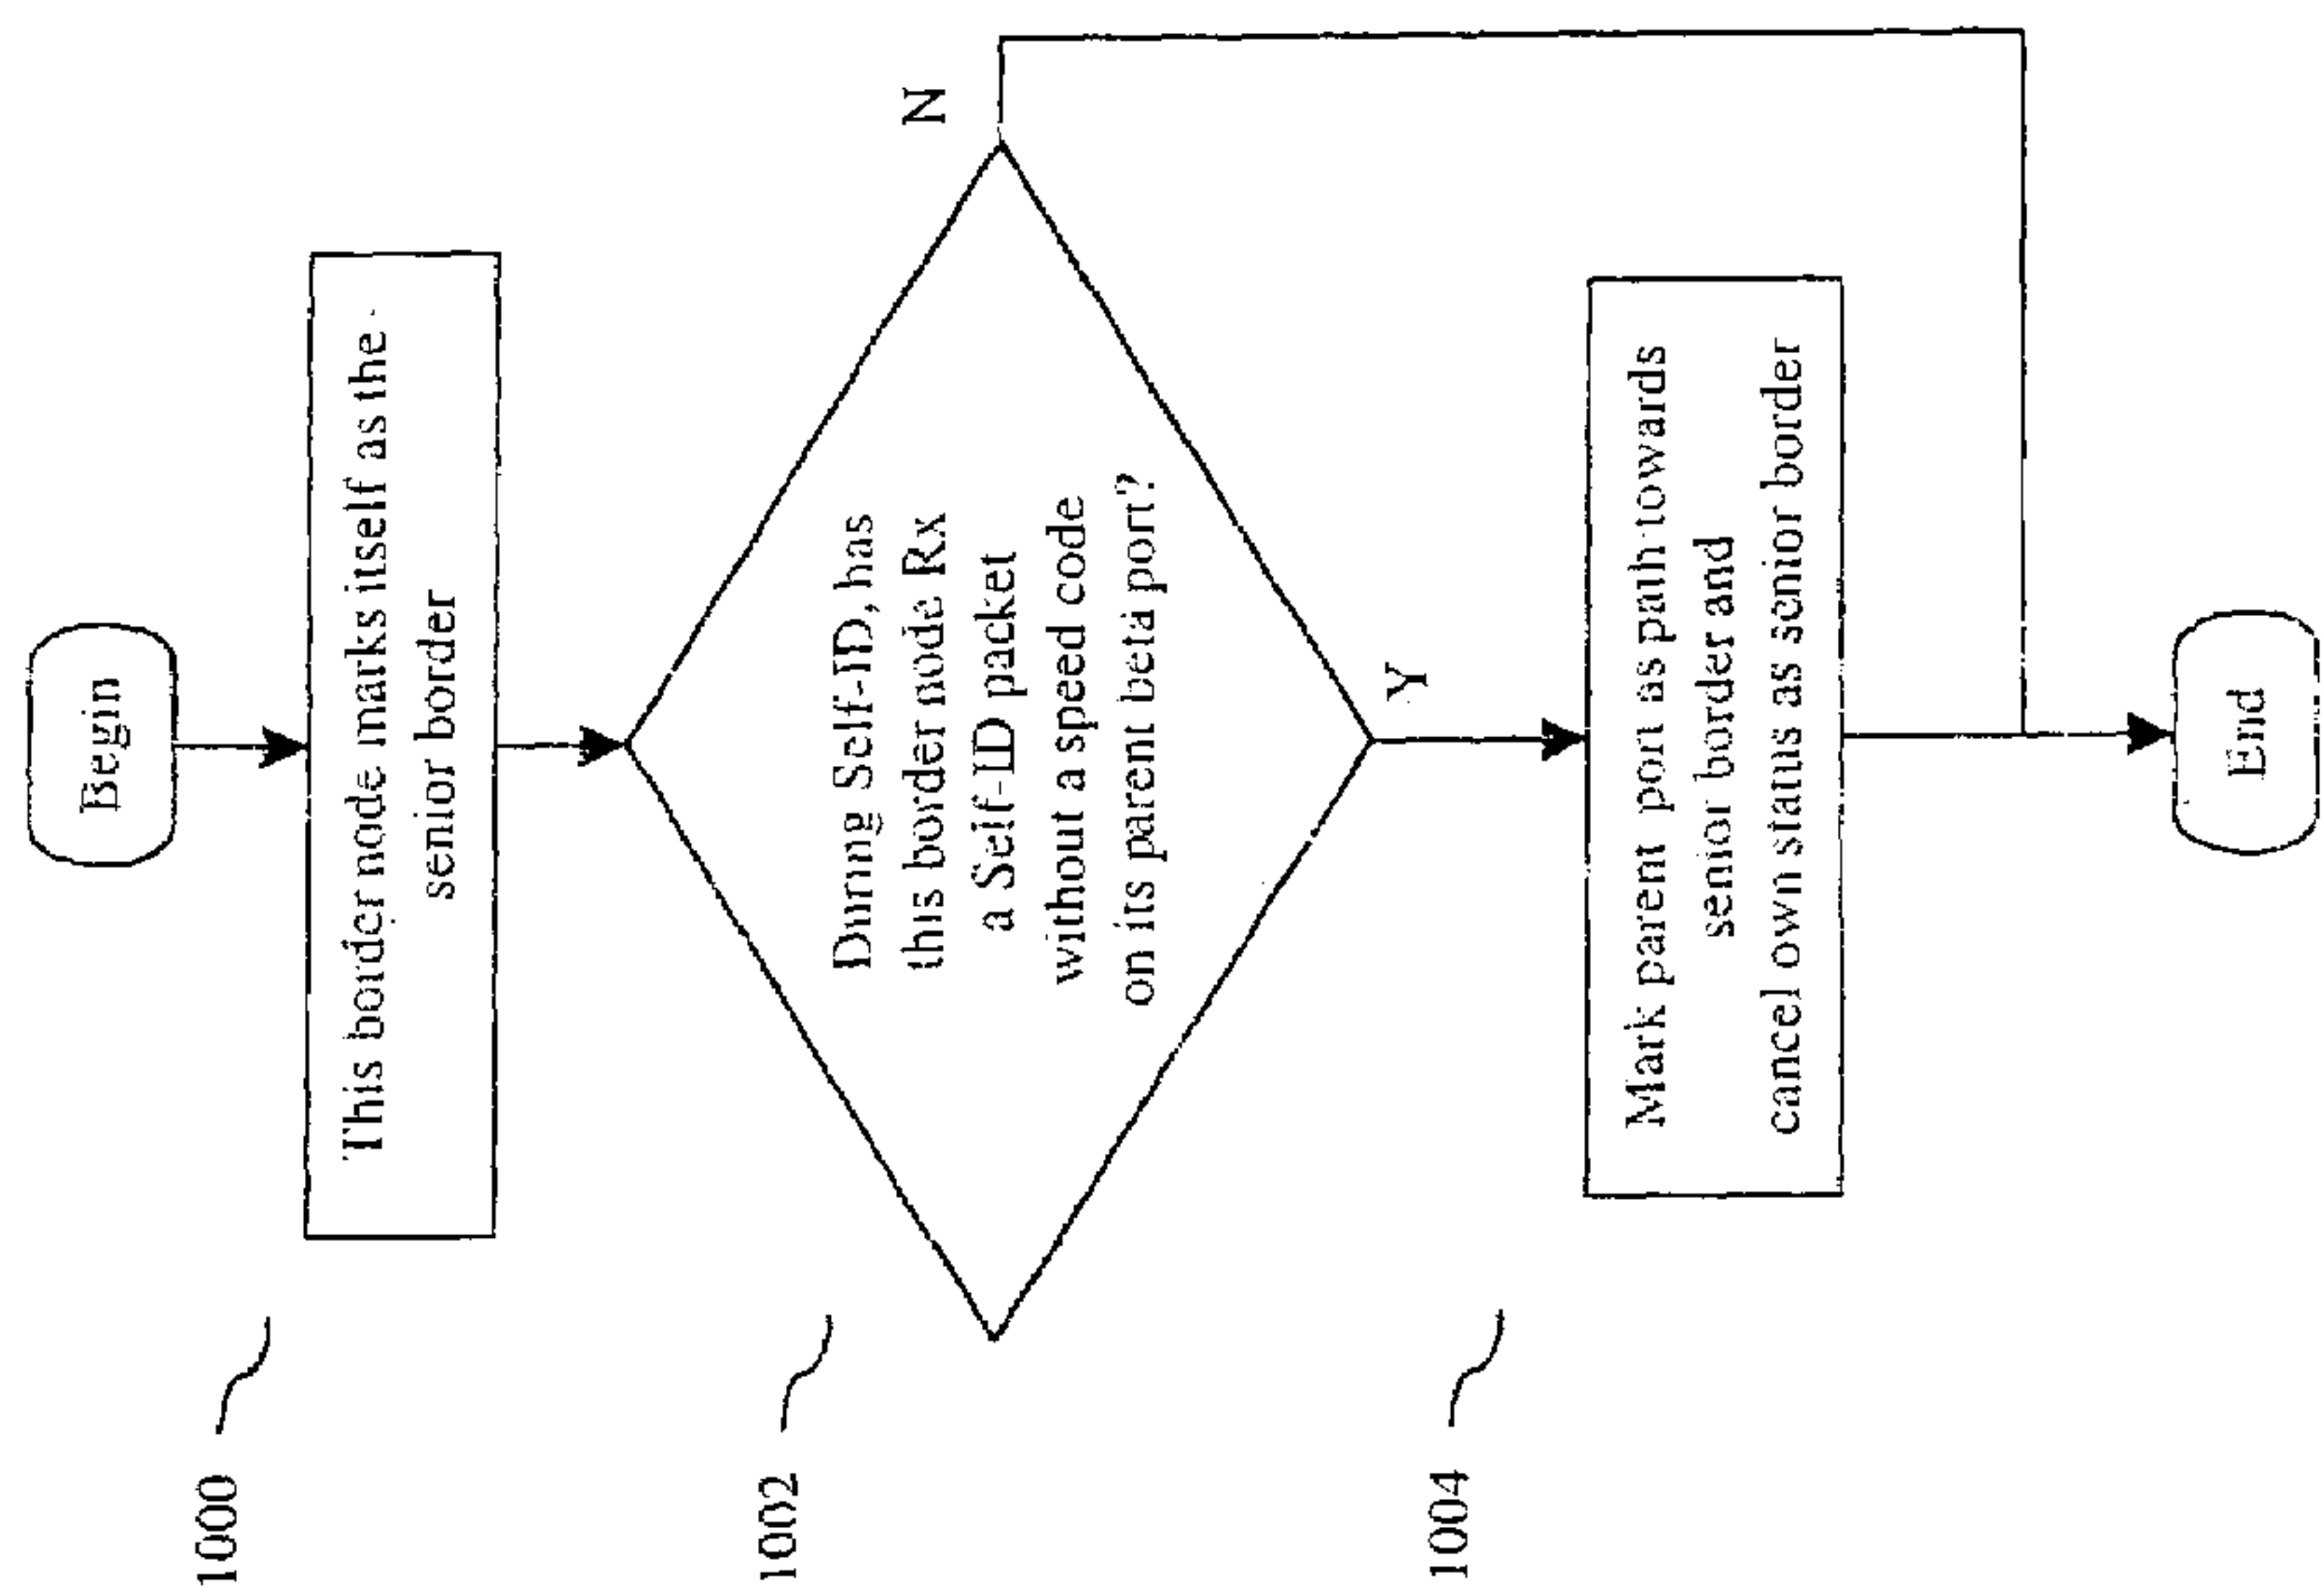 Begin
1000
This border node marks itself as the
senior border
1002
During Self-ID, has
this border node Rx
a Self-ID packet
without a speed code
on its parent beta port?
N
Y
1004
Mark parent port as path towards
senior border and
cancel own status as senior border
End